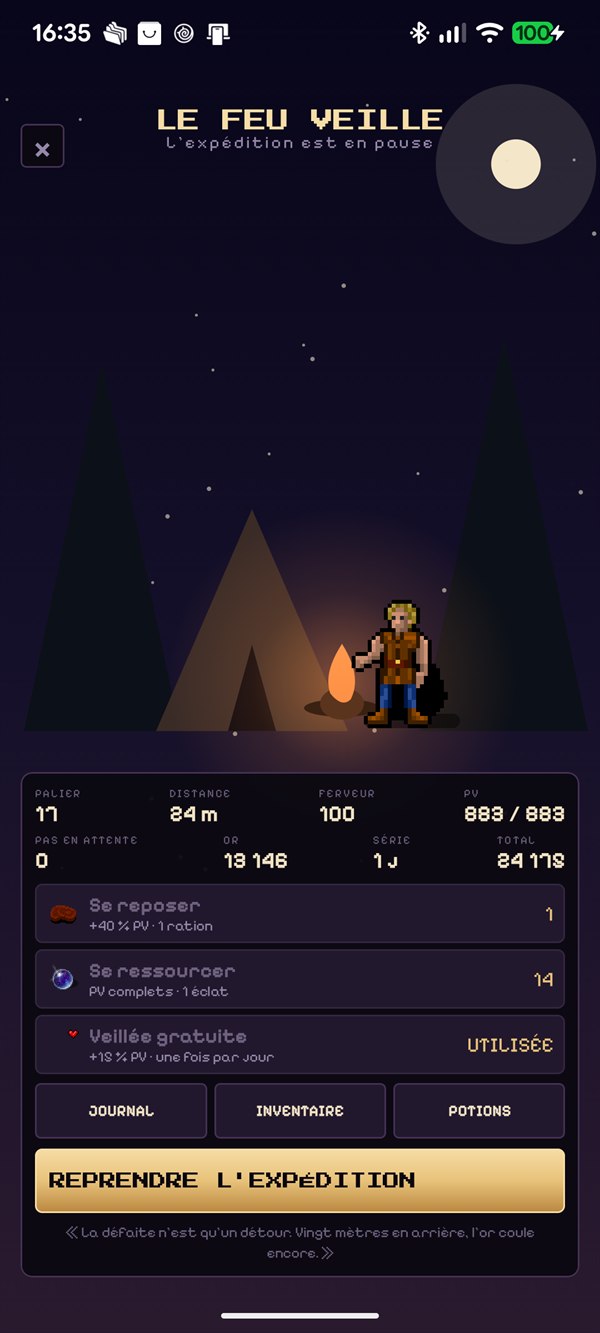 16:35
100
LE FEU VEILLE
L'expédition est en pause
×
PALIER DISTANCE FERVEUR PV
17 24 m 100 883 / 883
PAS EN ATTENTE OR SÉRIE TOTAL
0 13 146 1 J 24 179
Se reposer
+40 % PV · 1 ration
1
Se ressourcer
PV complets · 1 éclat
14
Veillée gratuite
+15 % PV · une fois par jour
UTILISÉE
JOURNAL INVENTAIRE POTIONS
REPRENDRE L'EXPÉDITION
« La défaite n'est qu'un détour. Vingt mètres en arrière, l'or coule
encore. »